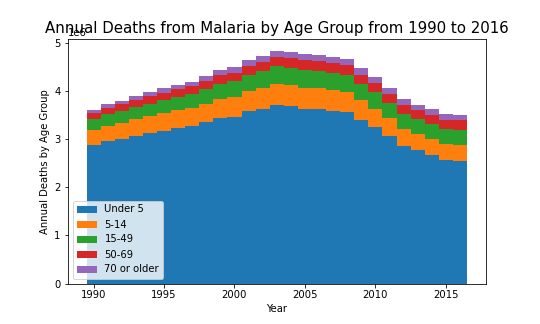 Annual Deaths from Malaria by Age Group from 1990 to 2016
1e6
5
4
3
2
1
0
Annual Deaths by Age Group
Under 5
5-14
15-49
50-69
70 or older
1990
1995
2000
2005
2010
2015
Year